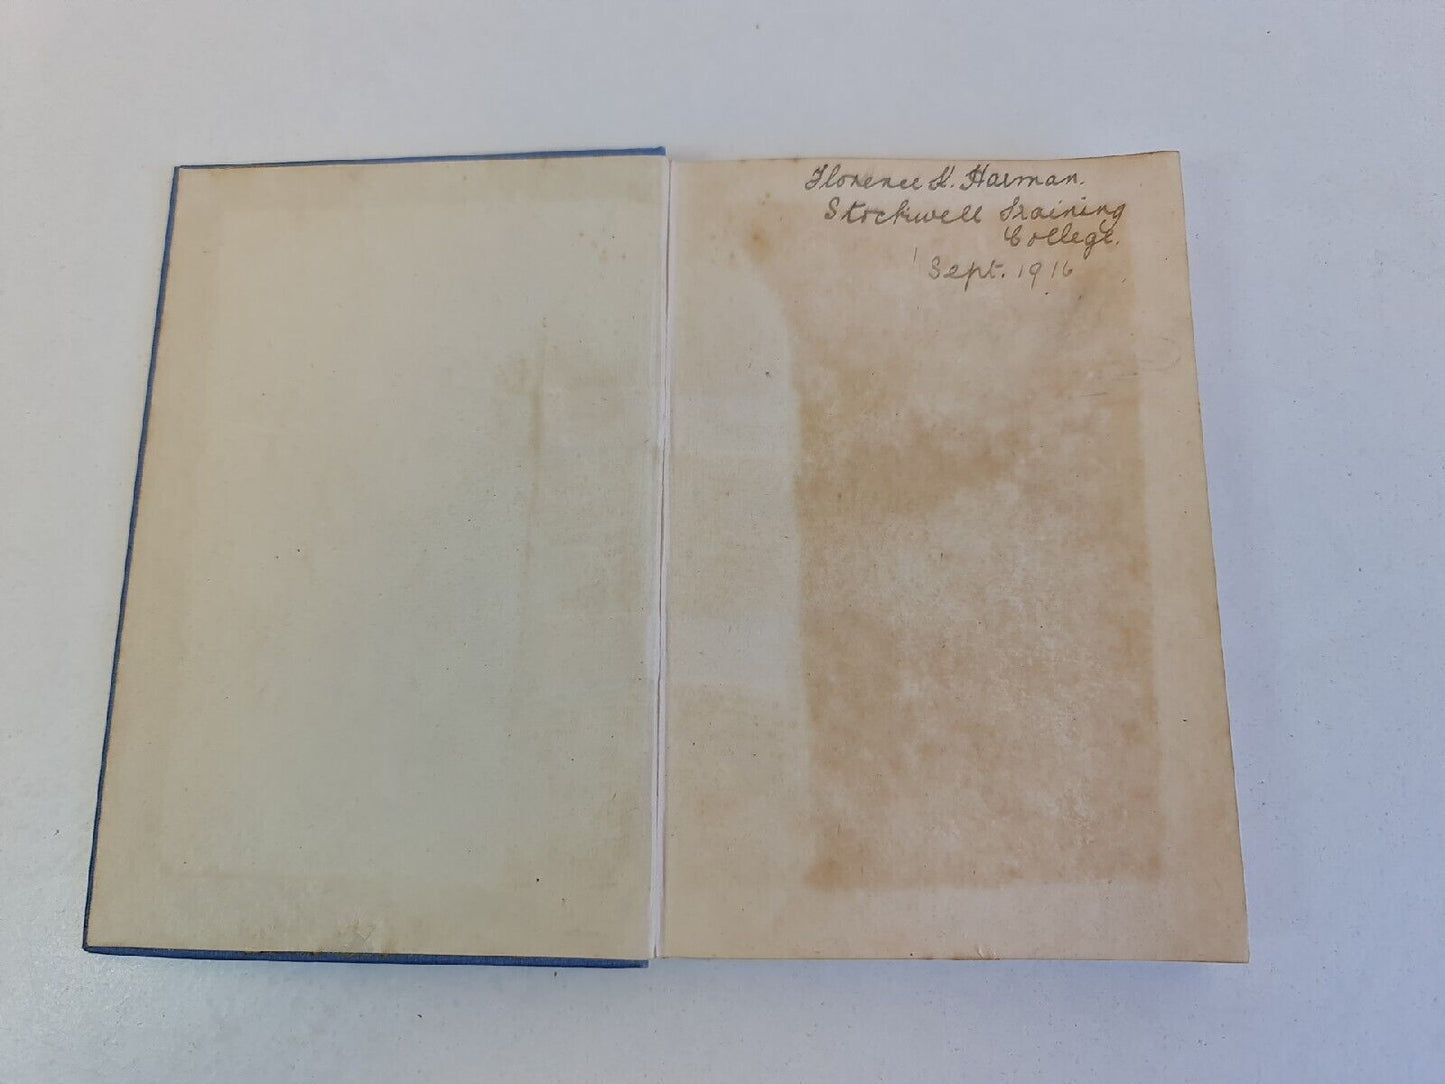 Florence K. Harman.
Stockwell Training
College.
Sept. 1916